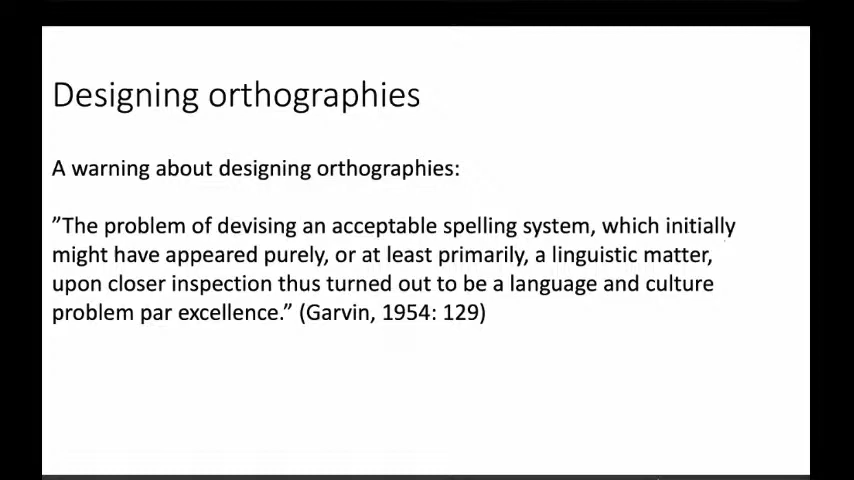 Designing orthographies
A warning about designing orthographies:
”The problem of devising an acceptable spelling system, which initially
might have appeared purely, or at least primarily, a linguistic matter,
upon closer inspection thus turned out to be a language and culture
problem par excellence.” (Garvin, 1954: 129)